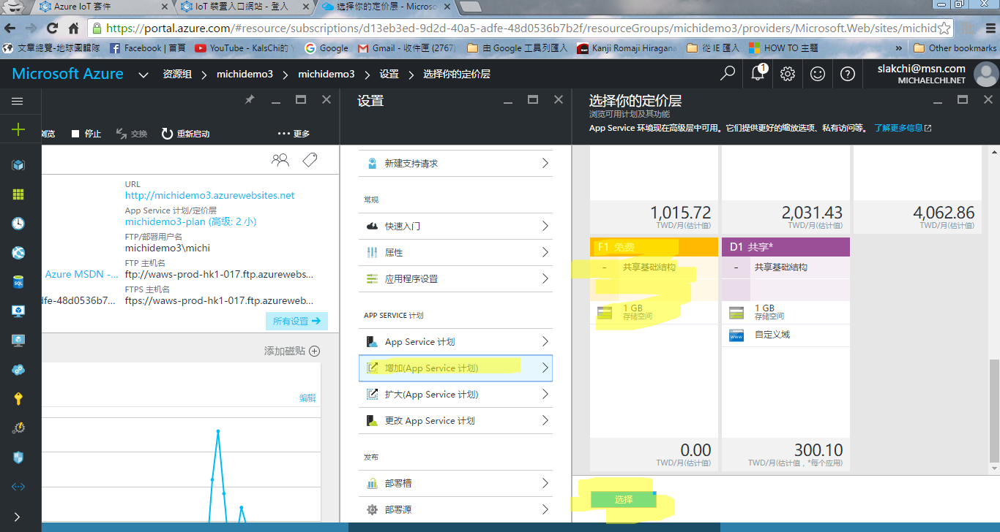 Azure IoT 套件
IoT 裝置入口網站 - 登入
选择你的定价层 - Microso
https://portal.azure.com/#resource/subscriptions/d13eb3ed-9d2d-40a5-adfe-48d0536b7b2f/resourceGroups/michidemo3/providers/Microsoft.Web/sites/michid
文章總覽-地球圓輥隊
Facebook | 首頁
YouTube - KalsChi的
Google
Gmail - 收件匣 (2767)
由 Google 工具列匯入
Kanji Romaji Hiragana
從 IE 匯入
HOW TO 主題
»
Other bookmarks
Microsoft Azure
资源组 > michidemo3 > michidemo3 > 设置 > 选择你的定价层
1
slakchi@msn.com
MICHAELCHI.NET
浏览
停止
交换
重新启动
更多
URL
http://michidemo3.azurewebsites.net
App Service 计划/定价层
michidemo3-plan (高级: 2 小)
FTP/部署用户名
michidemo3\michi
FTP 主机名
Azure MSDN -...
ftp://waws-prod-hk1-017.ftp.azurewebs...
FTPS 主机名
dfe-48d0536b7...
ftps://waws-prod-hk1-017.ftp.azureweb...
所有设置
添加磁贴
编辑
设置
新建支持请求
常规
快速入门
属性
应用程序设置
APP SERVICE 计划
App Service 计划
增加(App Service 计划)
扩大(App Service 计划)
更改 App Service 计划
发布
部署槽
部署源
选择你的定价层
浏览可用计划及其功能
App Service 环境现在高级层中可用。它们提供更好的缩放选项、私有访问等。 了解更多信息
1,015.72
TWD/月(估计值)
2,031.43
TWD/月(估计值)
4,062.86
TWD/月(估计值)
F1 免费
- 共享基础结构
1 GB
存储空间
0.00
TWD/月(估计值)
D1 共享*
- 共享基础结构
1 GB
存储空间
www
自定义域
300.10
TWD/月(估计值，*每个应用)
选择
SQL